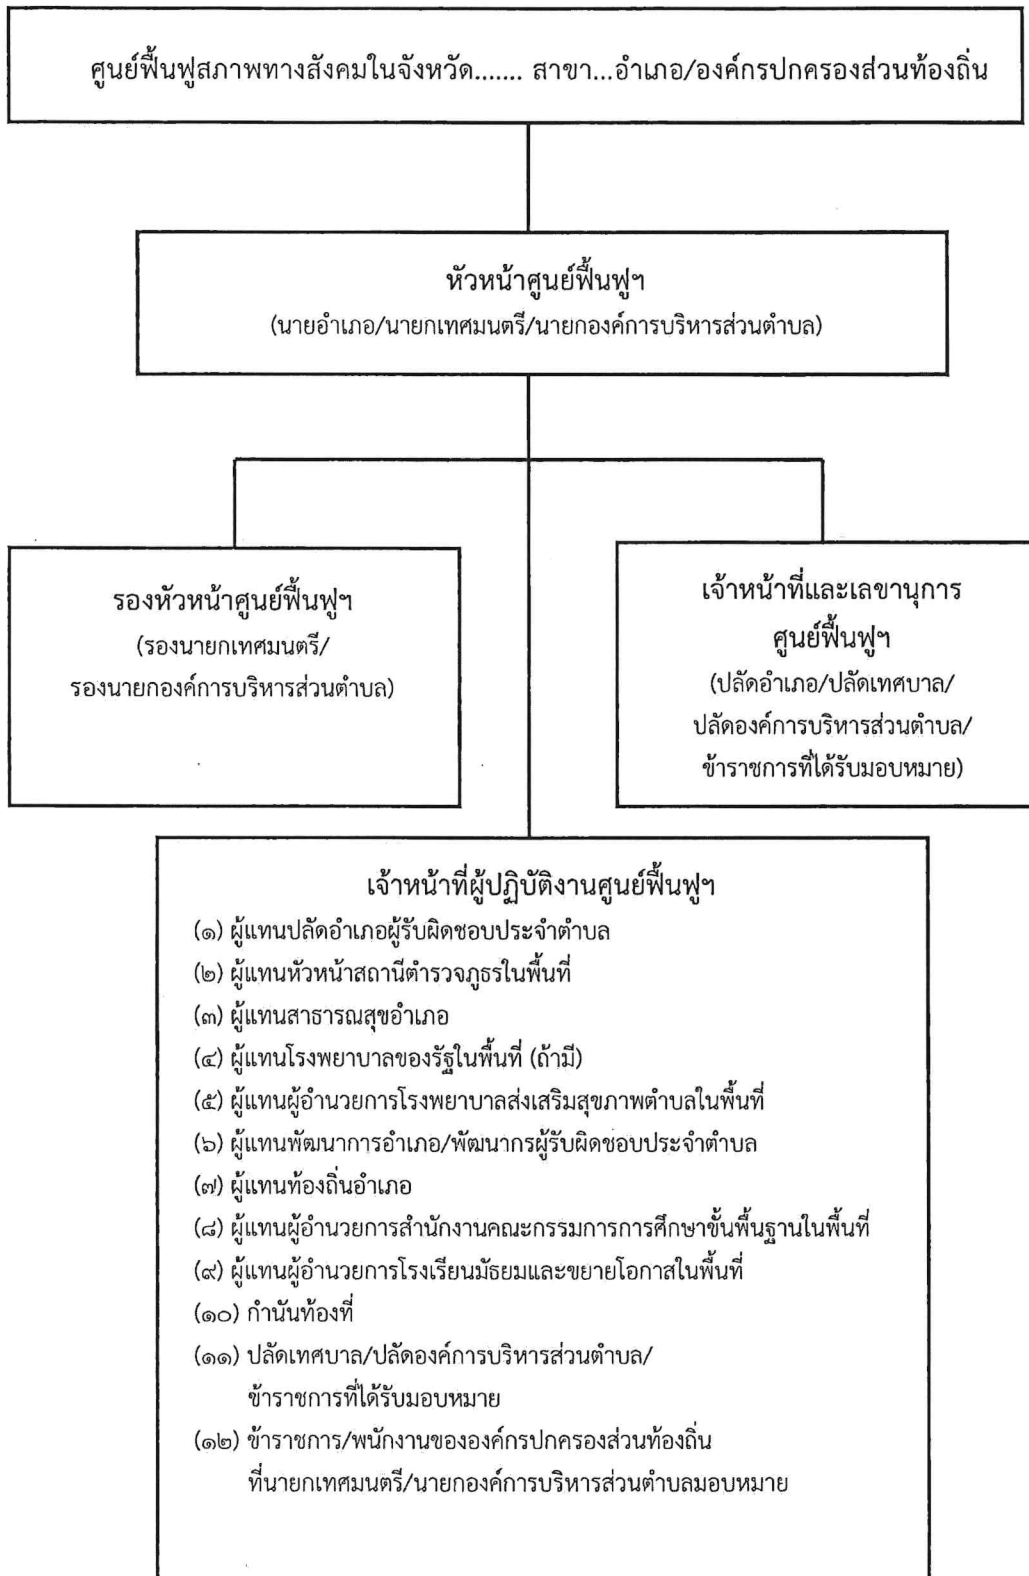 ศูนย์ฟื้นฟูสภาพทางสังคมในจังหวัด....... สาขา...อำเภอ/องค์กรปกครองส่วนท้องถิ่น
หัวหน้าศูนย์ฟื้นฟูฯ
(นายอำเภอ/นายกเทศมนตรี/นายกองค์การบริหารส่วนตำบล)
รองหัวหน้าศูนย์ฟื้นฟูฯ
(รองนายกเทศมนตรี/
รองนายกองค์การบริหารส่วนตำบล)
เจ้าหน้าที่และเลขานุการ
ศูนย์ฟื้นฟูฯ
(ปลัดอำเภอ/ปลัดเทศบาล/
ปลัดองค์การบริหารส่วนตำบล/
ข้าราชการที่ได้รับมอบหมาย)
เจ้าหน้าที่ผู้ปฏิบัติงานศูนย์ฟื้นฟูฯ
(๑) ผู้แทนปลัดอำเภอผู้รับผิดชอบประจำตำบล
(๒) ผู้แทนหัวหน้าสถานีตำรวจภูธรในพื้นที่
(๓) ผู้แทนสาธารณสุขอำเภอ
(๔) ผู้แทนโรงพยาบาลของรัฐในพื้นที่ (ถ้ามี)
(๕) ผู้แทนผู้อำนวยการโรงพยาบาลส่งเสริมสุขภาพตำบลในพื้นที่
(๖) ผู้แทนพัฒนาการอำเภอ/พัฒนากรผู้รับผิดชอบประจำตำบล
(๗) ผู้แทนท้องถิ่นอำเภอ
(๘) ผู้แทนผู้อำนวยการสำนักงานคณะกรรมการการศึกษาขั้นพื้นฐานในพื้นที่
(๙) ผู้แทนผู้อำนวยการโรงเรียนมัธยมและขยายโอกาสในพื้นที่
(๑๐) กำนันท้องที่
(๑๑) ปลัดเทศบาล/ปลัดองค์การบริหารส่วนตำบล/
ข้าราชการที่ได้รับมอบหมาย
(๑๒) ข้าราชการ/พนักงานขององค์กรปกครองส่วนท้องถิ่น
ที่นายกเทศมนตรี/นายกองค์การบริหารส่วนตำบลมอบหมาย